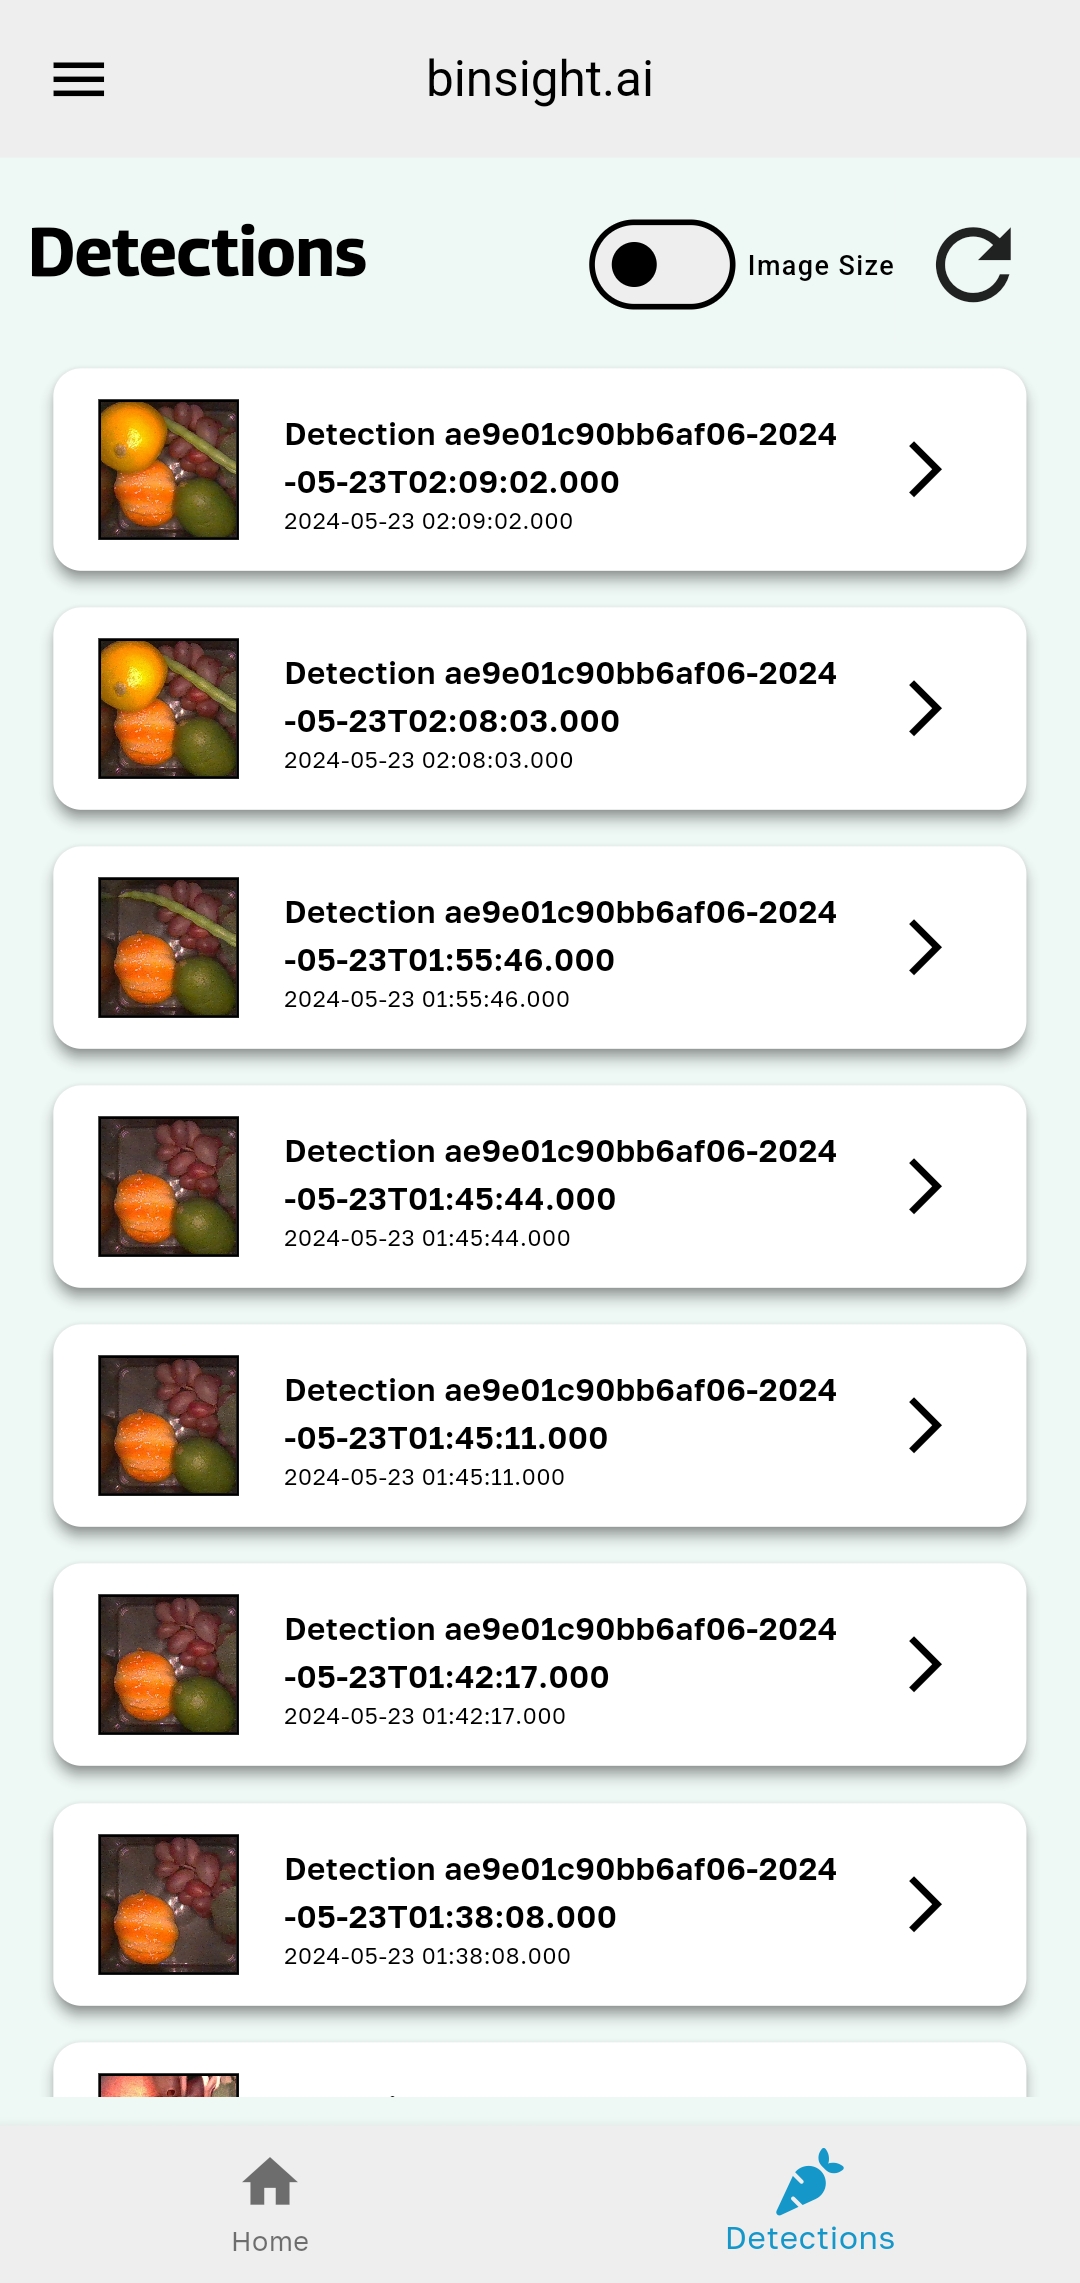 binsight.ai
Detections
Image Size
Detection ae9e01c90bb6af06-2024
-05-23T02:09:02.000
2024-05-23 02:09:02.000
Detection ae9e01c90bb6af06-2024
-05-23T02:08:03.000
2024-05-23 02:08:03.000
Detection ae9e01c90bb6af06-2024
-05-23T01:55:46.000
2024-05-23 01:55:46.000
Detection ae9e01c90bb6af06-2024
-05-23T01:45:44.000
2024-05-23 01:45:44.000
Detection ae9e01c90bb6af06-2024
-05-23T01:45:11.000
2024-05-23 01:45:11.000
Detection ae9e01c90bb6af06-2024
-05-23T01:42:17.000
2024-05-23 01:42:17.000
Detection ae9e01c90bb6af06-2024
-05-23T01:38:08.000
2024-05-23 01:38:08.000
Home
Detections